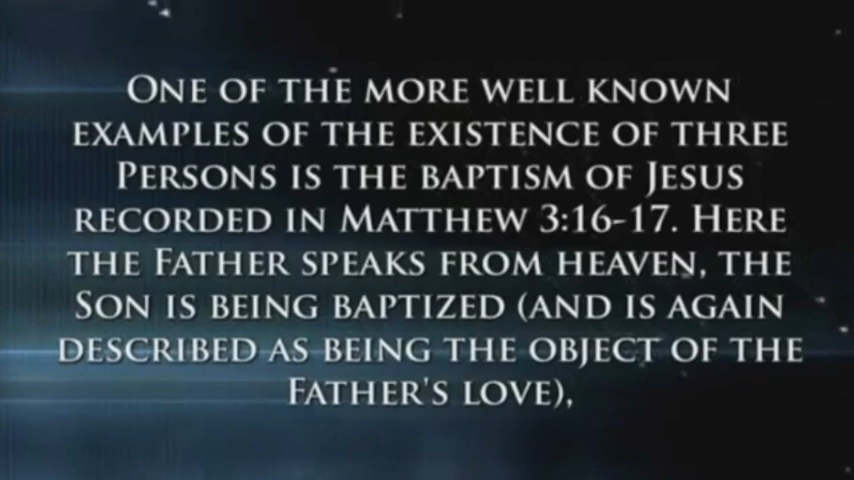 One of the more well known
examples of the existence of three
Persons is the baptism of Jesus
recorded in Matthew 3:16-17. Here
the Father speaks from heaven, the
Son is being baptized (and is again
described as being the object of the
Father's love),